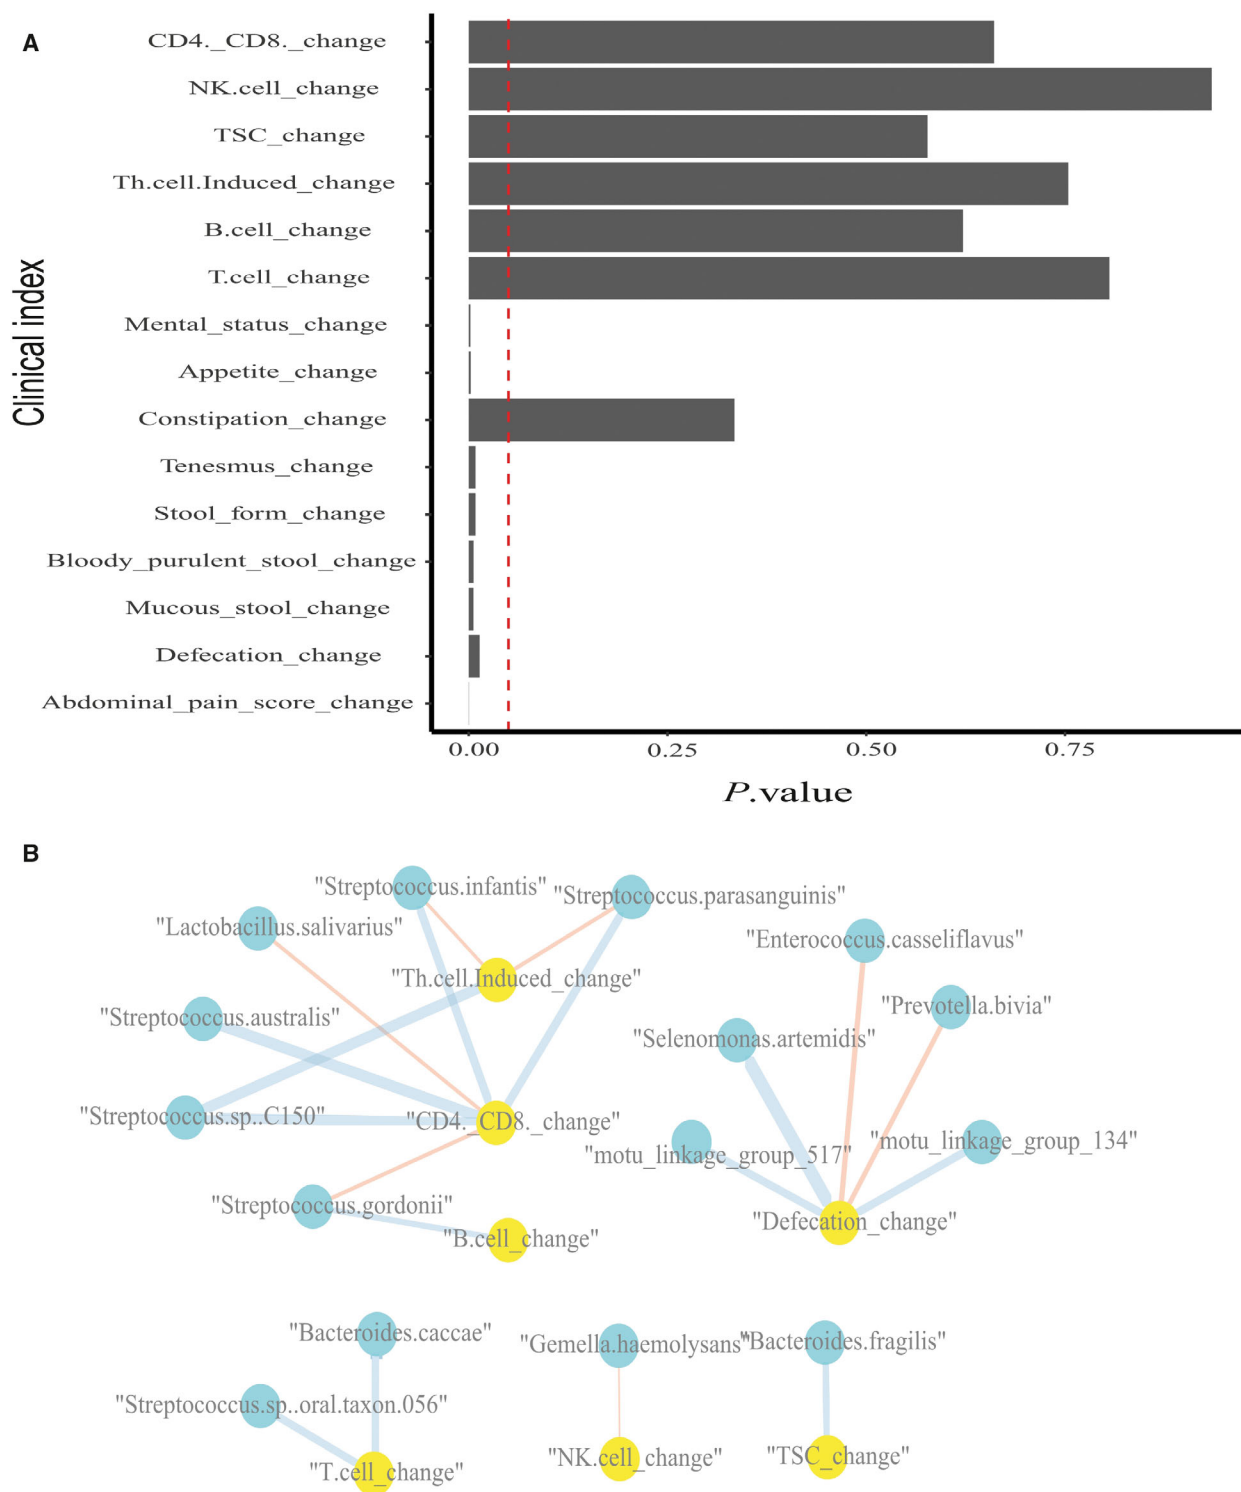 A
Clinical index
CD4._CD8._change
NK.cell_change
TSC_change
Th.cell.Induced_change
B.cell_change
T.cell_change
Mental_status_change
Appetite_change
Constipation_change
Tenesmus_change
Stool_form_change
Bloody_purulent_stool_change
Mucous_stool_change
Defecation_change
Abdominal_pain_score_change
0.00 0.25 0.50 0.75
P.value
B
"Streptococcus.infantis"
"Streptococcus.parasanguinis"
"Lactobacillus.salivarius"
"Enterococcus.casseliflavus"
"Th.cell.Induced_change"
"Prevotella.bivia"
"Streptococcus.australis"
"Selenomonas.artemidis"
"Streptococcus.sp..C150"
"CD4._CD8._change"
"motu_linkage_group_517"
"motu_linkage_group_134"
"Streptococcus.gordonii"
"Defecation_change"
"B.cell_change"
"Bacteroides.caccae"
"Gemella.haemolysans"
"Bacteroides.fragilis"
"Streptococcus.sp..oral.taxon.056"
"T.cell_change"
"NK.cell_change"
"TSC_change"